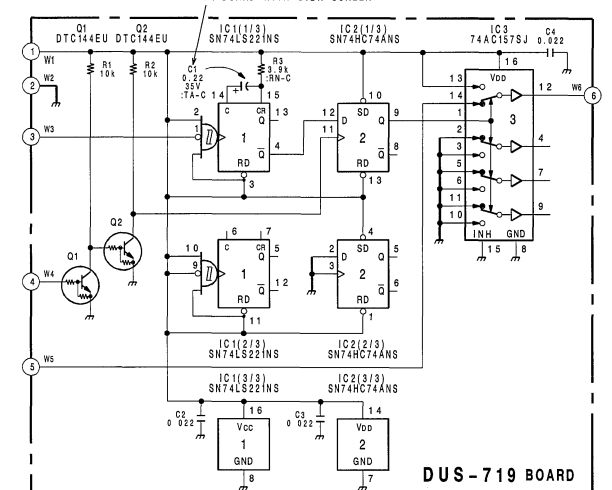 Q1 Q2 IC1(1/3) IC2(1/3) IC3
DTC144EU DTC144EU SN74LS221NS SN74HC74ANS 74AC157SJ
C4
0.022
1 W1
2 W2
3 W3
4 W4
5 W5
6 W6
R1
10k
R2
10k
C1
0.22
35V
:TA-C
+
R3
3.9k
:RN-C
14 15
2
1
C CR
Q 13
1
Q 4
RD
3
10
12 D SD Q 9
11 2
Q 8
RD
13
16
VDD
13
14
1
3
2
3
5
6
11
10
12
4
7
9
INH GND
15 8
Q2
Q1
6 7
10
9
C CR
Q 5
1
Q 12
RD
11
4
2 D SD Q 5
3 2
Q 6
RD
1
IC1(2/3)
SN74LS221NS
IC2(2/3)
SN74HC74ANS
IC1(3/3)
SN74LS221NS
IC2(3/3)
SN74HC74ANS
C2
0 022
16
VCC
1
GND
8
C3
0 022
14
VDD
2
GND
7
DUS-719 BOARD